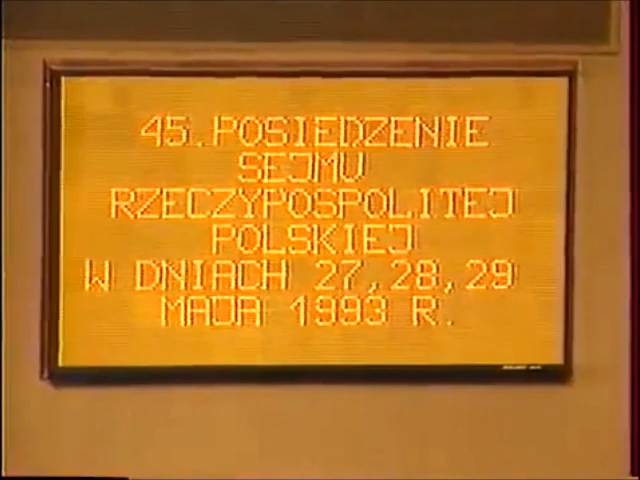 45.POSIEDZENIE
SEJMU
RZECZYPOSPOLITEJ
POLSKIEJ
W DNIACH 27,28,29
MAJA 1993 R.